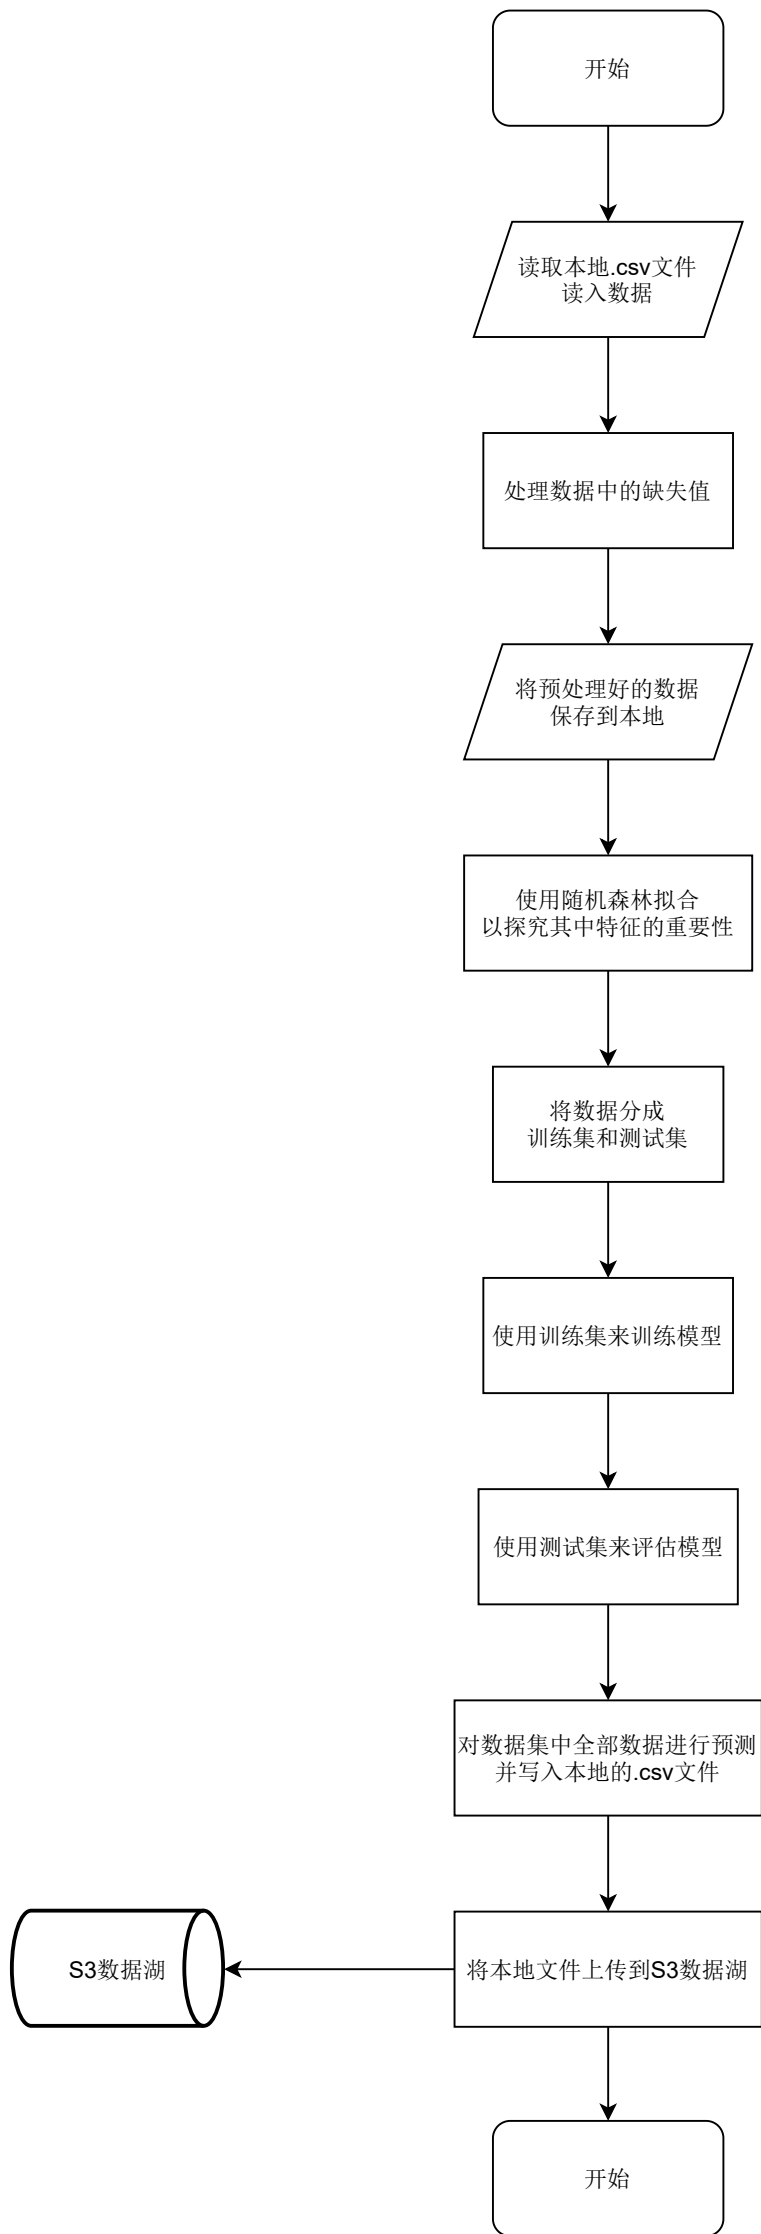 开始
读取本地.csv文件
读入数据
处理数据中的缺失值
将预处理好的数据
保存到本地
使用随机森林拟合
以探究其中特征的重要性
将数据分成
训练集和测试集
使用训练集来训练模型
使用测试集来评估模型
对数据集中全部数据进行预测
并写入本地的.csv文件
S3数据湖
将本地文件上传到S3数据湖
开始